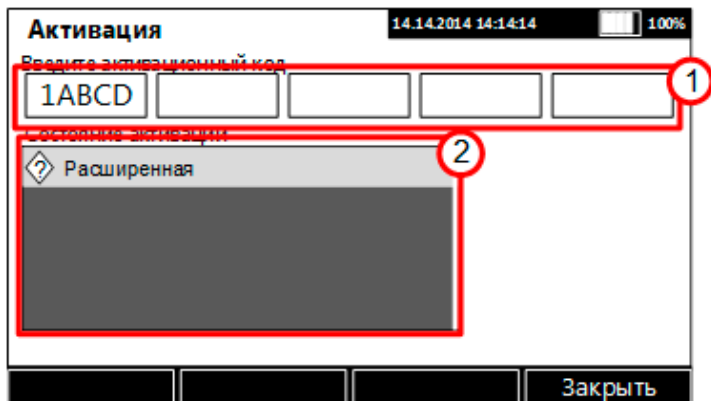 Активация
14.14.2014 14:14:14 100%
Введите активационный код
1ABCD
1
Состояние активации
2
Расширенная
Закрыть